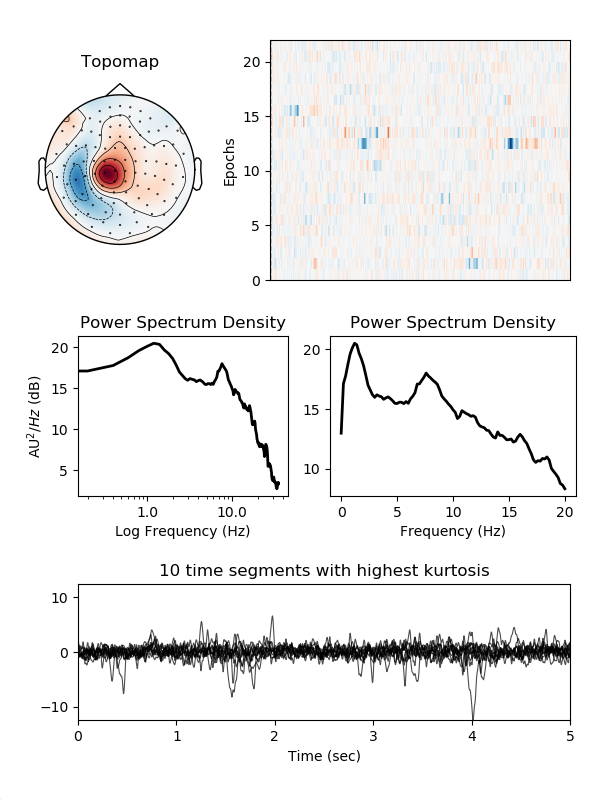 Topomap
Epochs
20
15
10
5
0
Power Spectrum Density
AU²/Hz (dB)
20
15
10
5
1.0 10.0
Log Frequency (Hz)
Power Spectrum Density
20
15
10
0 5 10 15 20
Frequency (Hz)
10 time segments with highest kurtosis
10
0
−10
0 1 2 3 4 5
Time (sec)